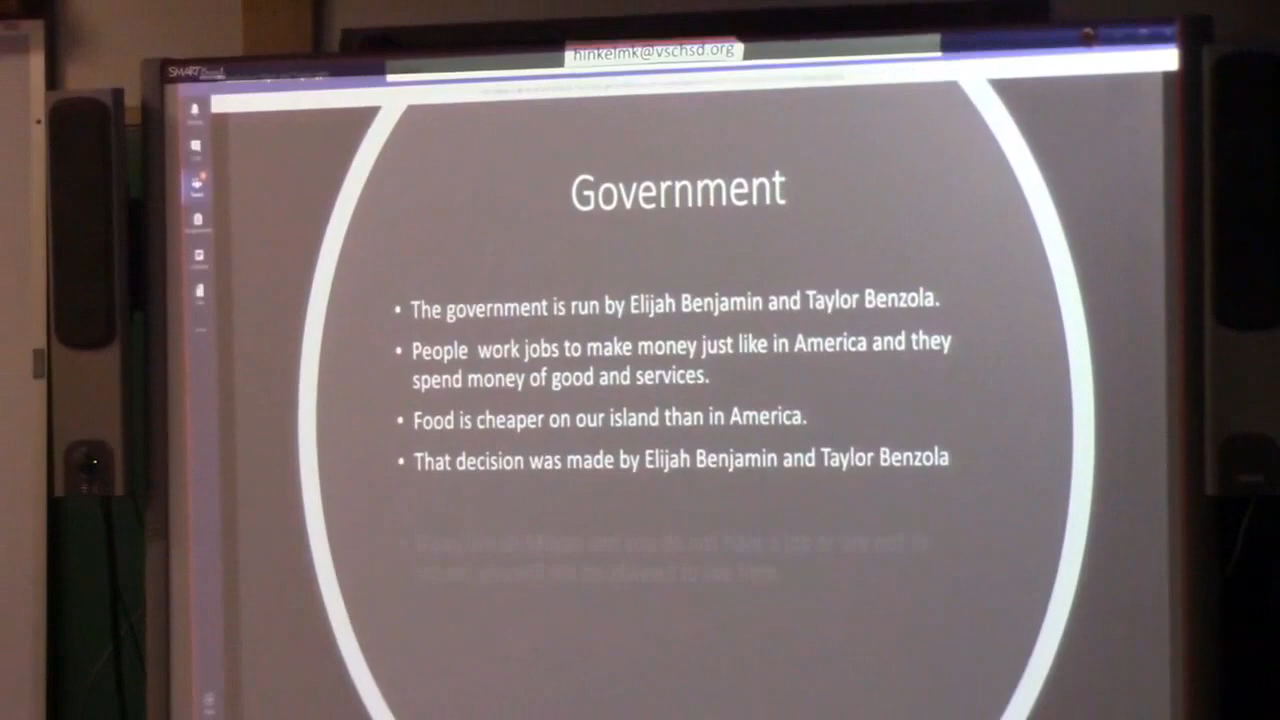 hinkelmk@vschsd.org
SMART
Government
• The government is run by Elijah Benjamin and Taylor Benzola.
• People work jobs to make money just like in America and they
spend money of good and services.
• Food is cheaper on our island than in America.
• That decision was made by Elijah Benjamin and Taylor Benzola